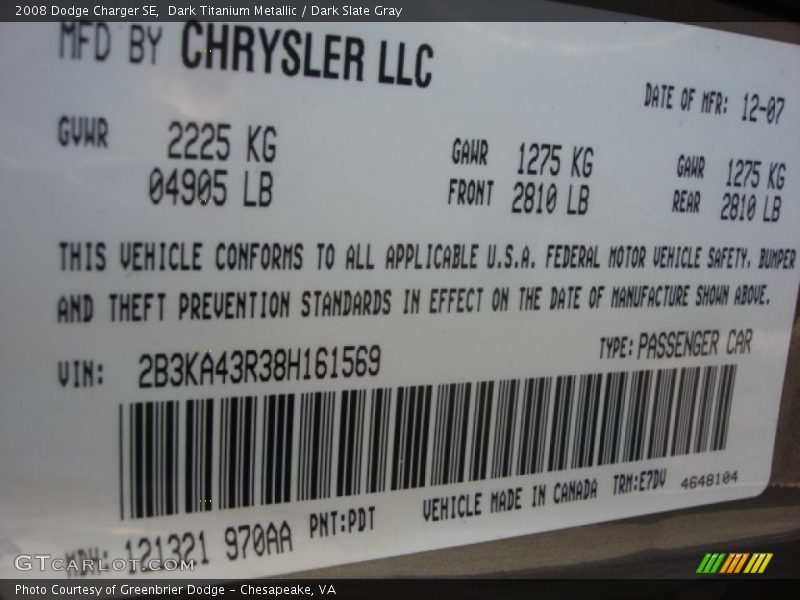 2008 Dodge Charger SE,  Dark Titanium Metallic / Dark Slate Gray
MFD BY CHRYSLER LLC
DATE OF MFR: 12-07
GVWR 2225 KG GAWR 1275 KG GAWR 1275 KG
04905 LB FRONT 2810 LB REAR 2810 LB
THIS VEHICLE CONFORMS TO ALL APPLICABLE U.S.A. FEDERAL MOTOR VEHICLE SAFETY, BUMPER
AND THEFT PREVENTION STANDARDS IN EFFECT ON THE DATE OF MANUFACTURE SHOWN ABOVE.
VIN: 2B3KA43R38H161569 TYPE: PASSENGER CAR
MDH: 121321 970AA PNT:PDT VEHICLE MADE IN CANADA TRM:E7DV 4648104
GTcarlot.com
Photo Courtesy of Greenbrier Dodge - Chesapeake, VA